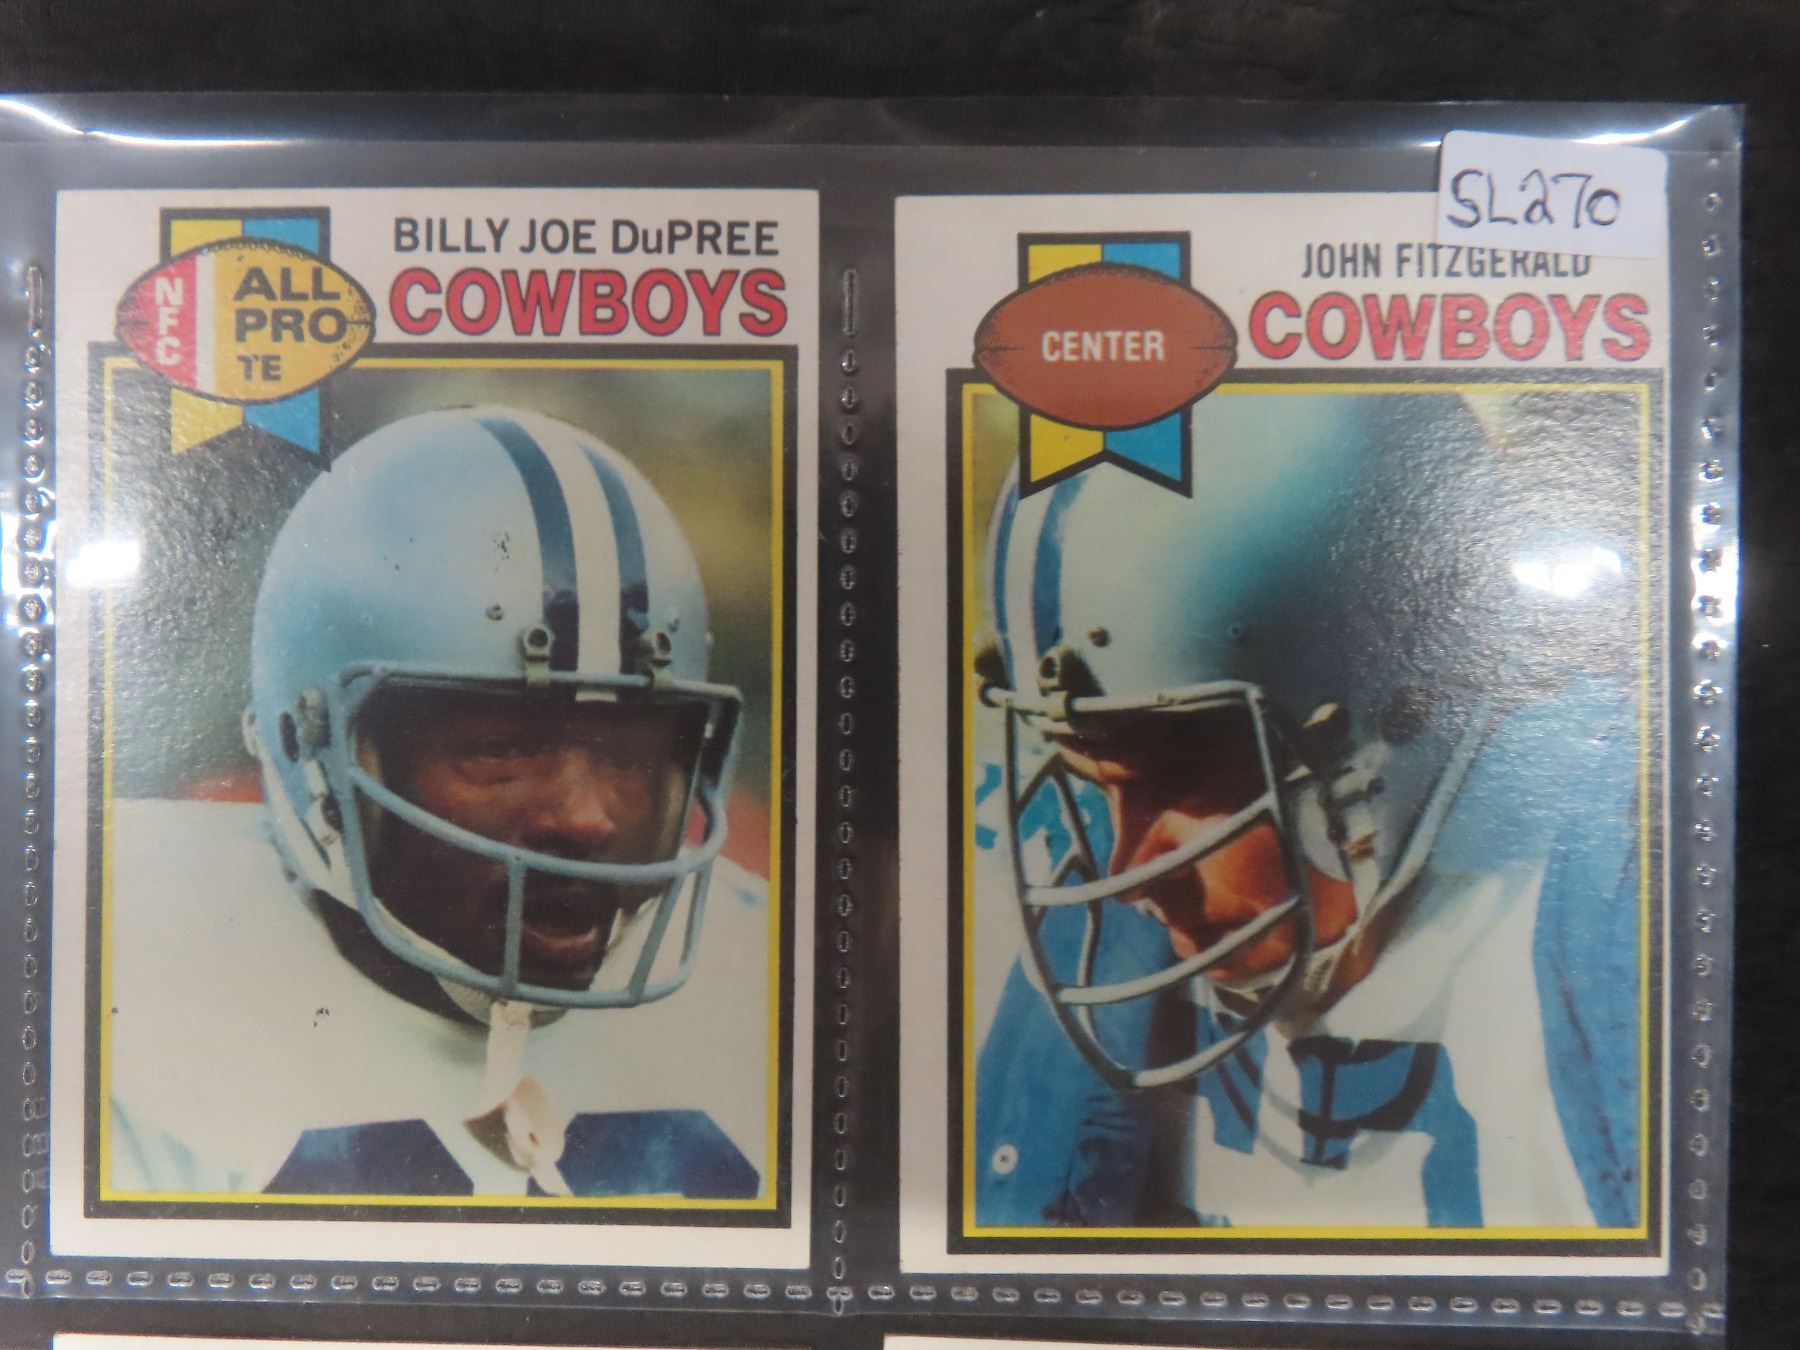 BILLY JOE DuPREE
COWBOYS
NFC
ALL
PRO
TE
SL270
JOHN FITZGERALD
COWBOYS
CENTER